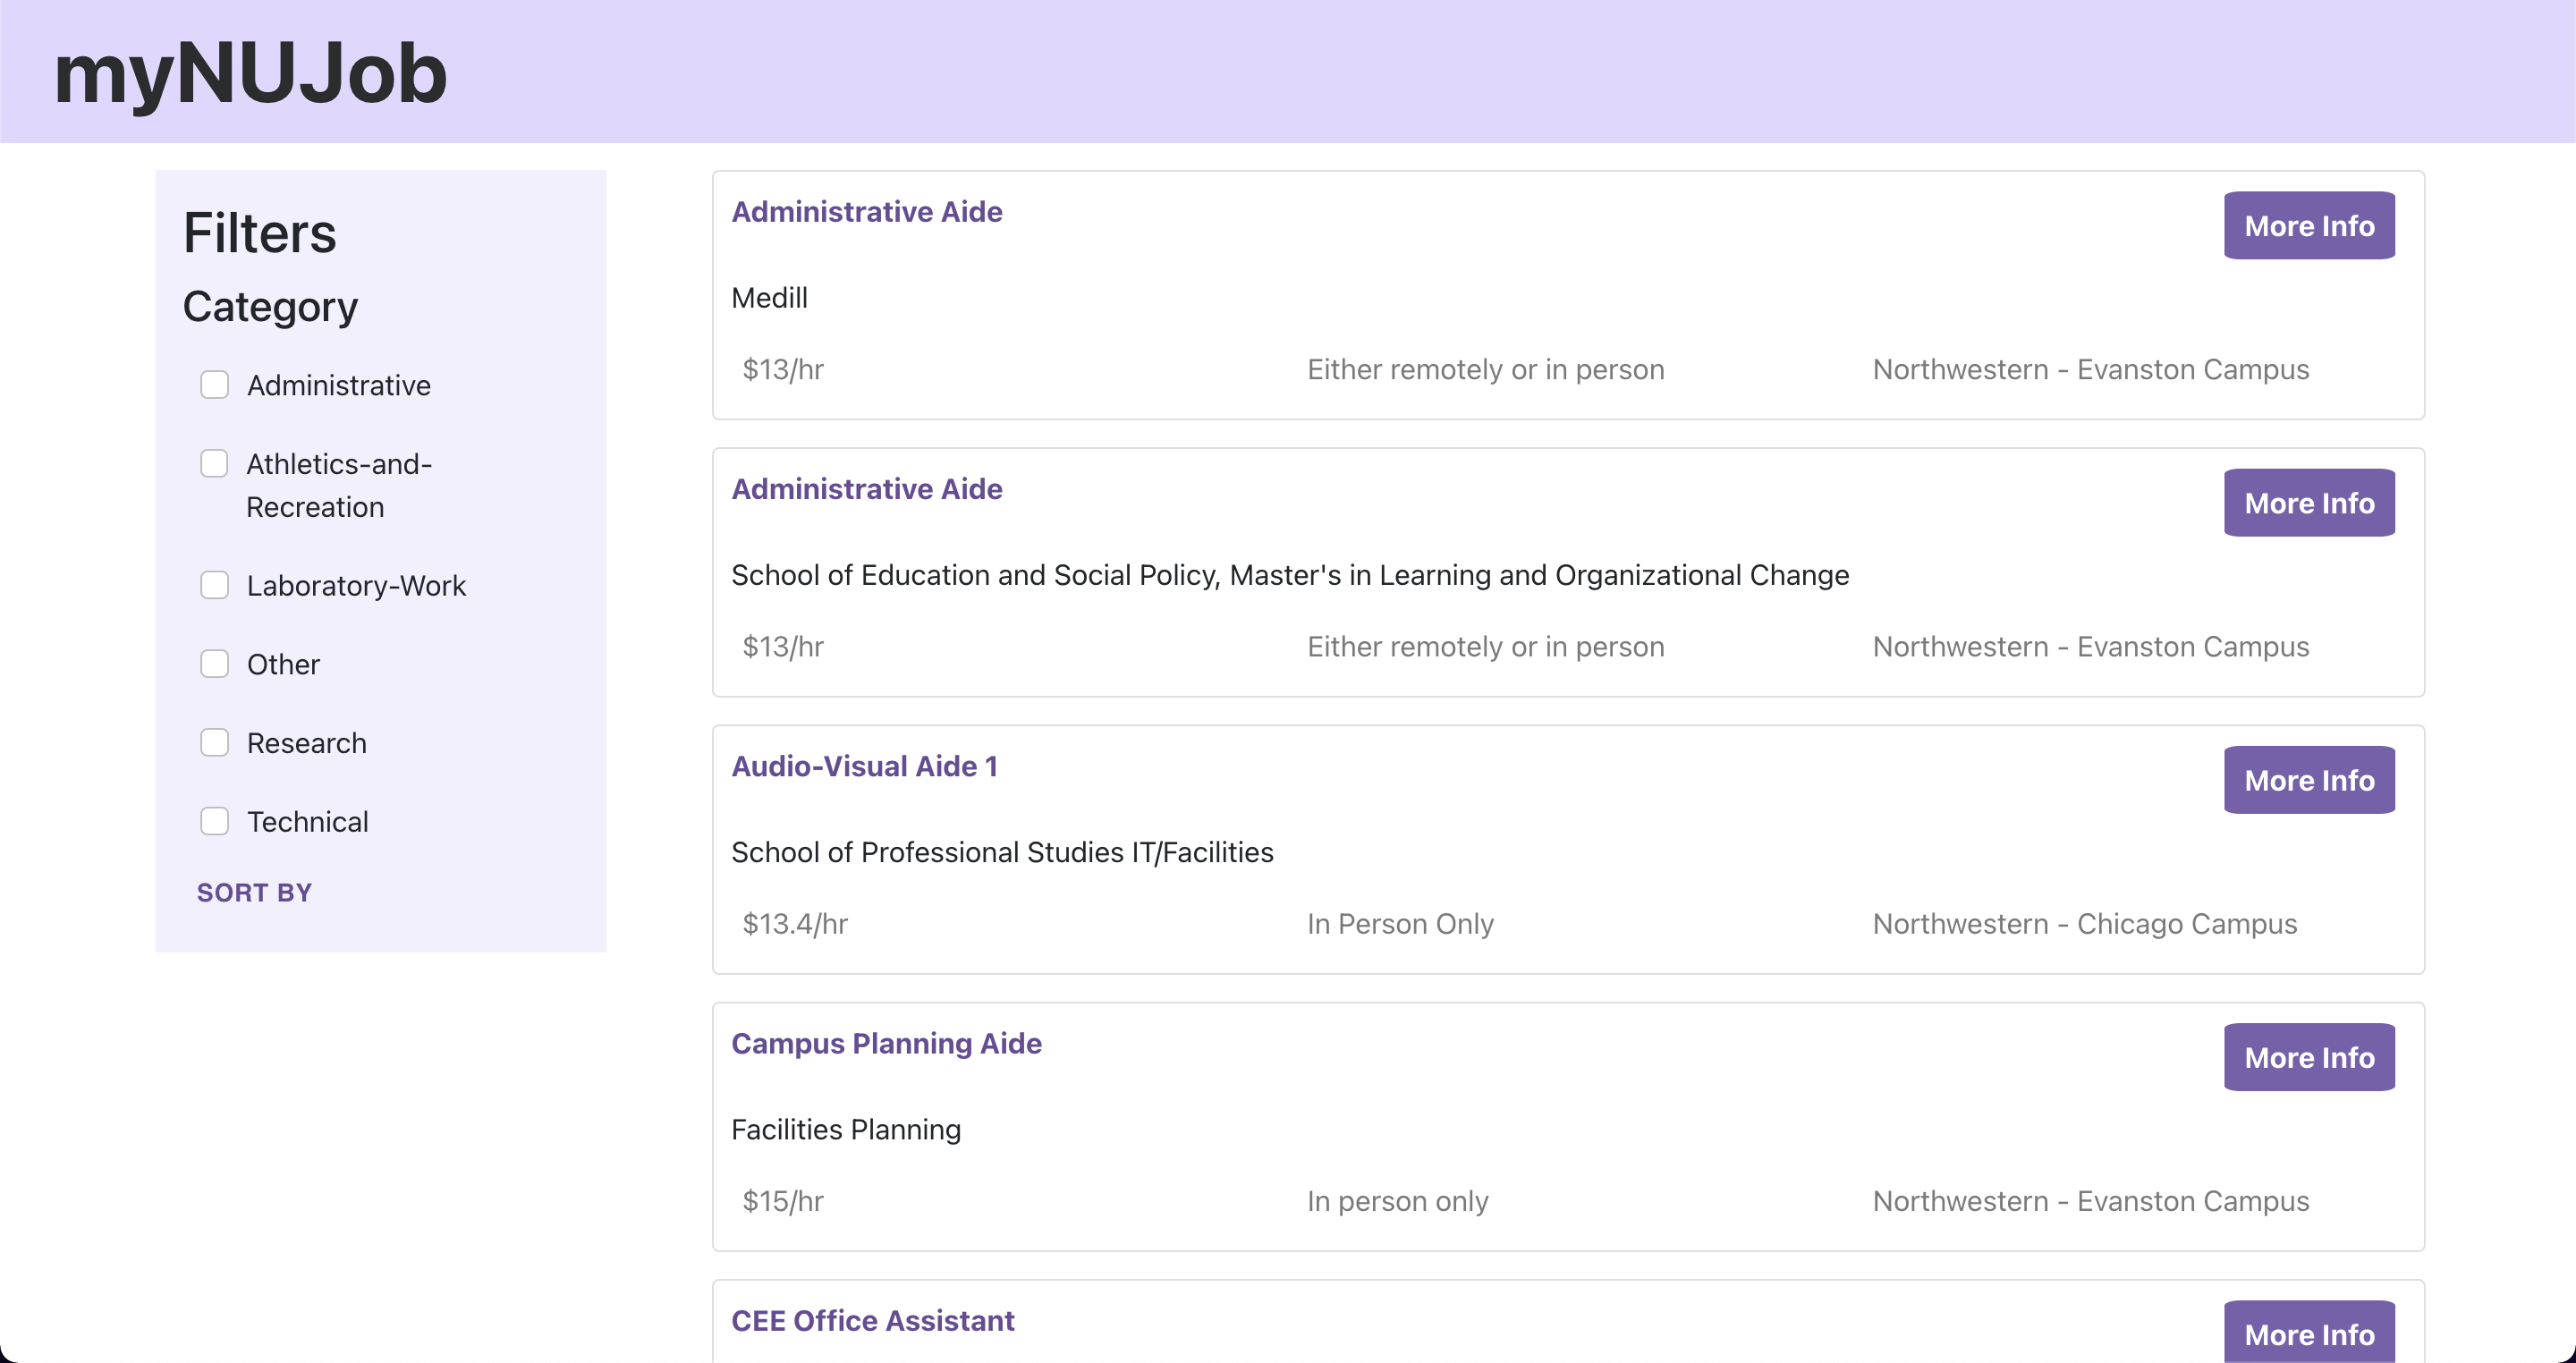 myNUJob
Filters
Category
Administrative
Athletics-and-
Recreation
Laboratory-Work
Other
Research
Technical
SORT BY
Administrative Aide
More Info
Medill
$13/hr
Either remotely or in person
Northwestern - Evanston Campus
Administrative Aide
More Info
School of Education and Social Policy, Master's in Learning and Organizational Change
$13/hr
Either remotely or in person
Northwestern - Evanston Campus
Audio-Visual Aide 1
More Info
School of Professional Studies IT/Facilities
$13.4/hr
In Person Only
Northwestern - Chicago Campus
Campus Planning Aide
More Info
Facilities Planning
$15/hr
In person only
Northwestern - Evanston Campus
CEE Office Assistant
More Info